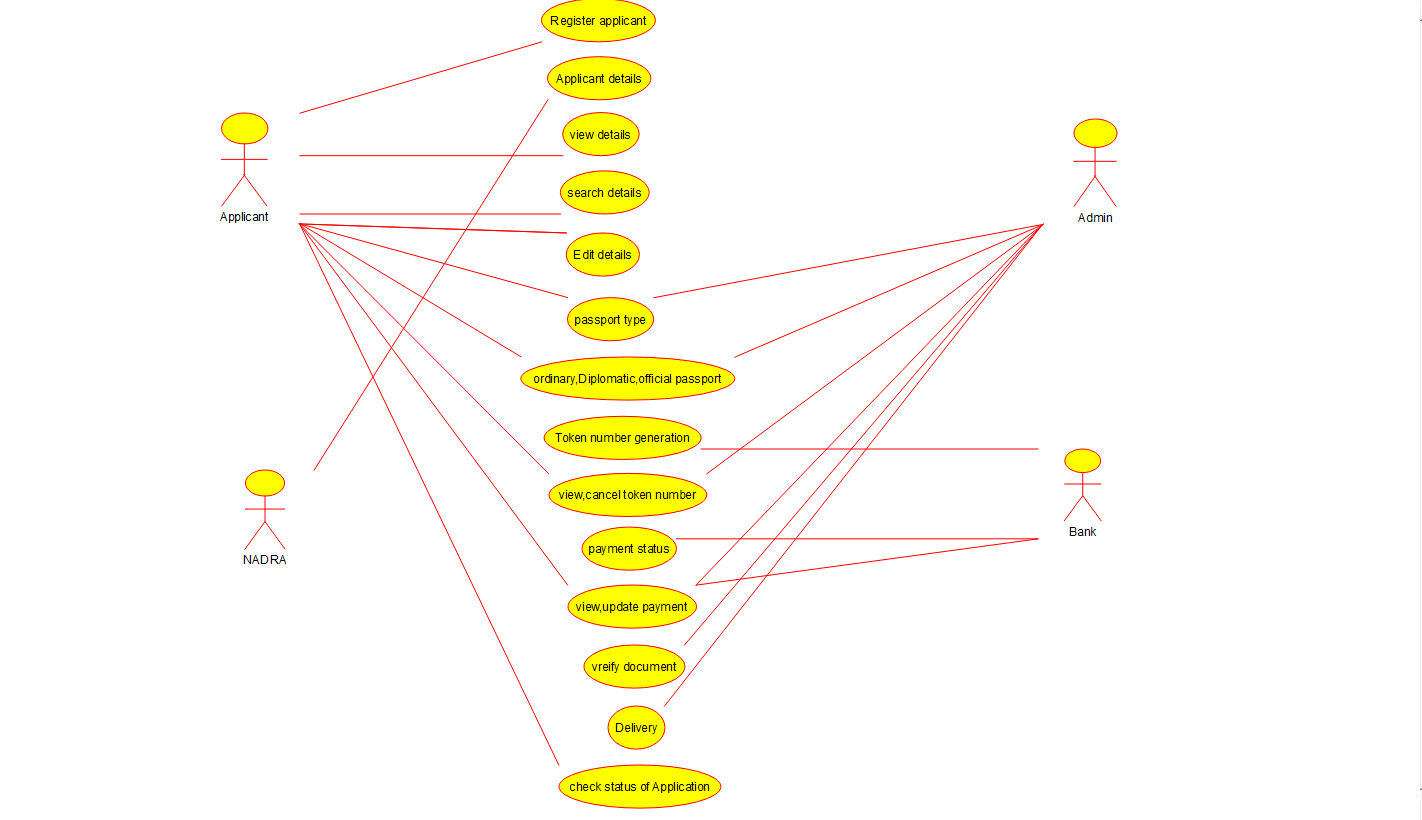 Register applicant
Applicant details
view details
search details
Edit details
passport type
ordinary,Diplomatic,official passport
Token number generation
view,cancel token number
payment status
view,update payment
vreify document
Delivery
check status of Application
Applicant
NADRA
Admin
Bank